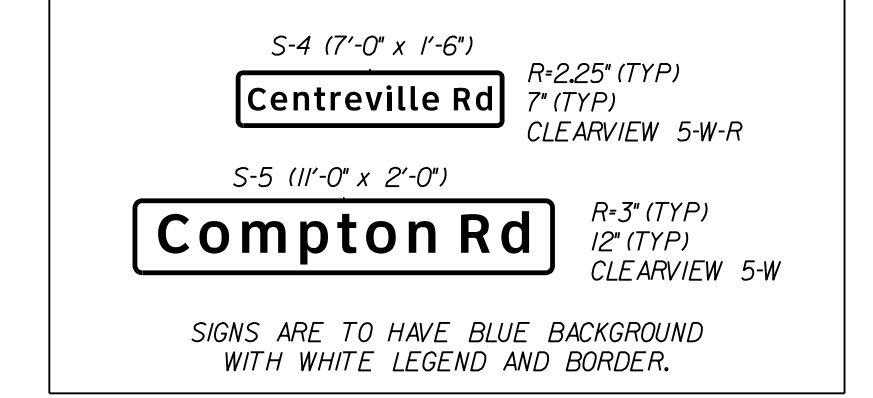 S-4 (7'-0" x 1'-6")
Centreville Rd
R=2.25" (TYP)
7" (TYP)
CLEARVIEW 5-W-R
S-5 (11'-0" x 2'-0")
Compton Rd
R=3" (TYP)
12" (TYP)
CLEARVIEW 5-W
SIGNS ARE TO HAVE BLUE BACKGROUND
WITH WHITE LEGEND AND BORDER.